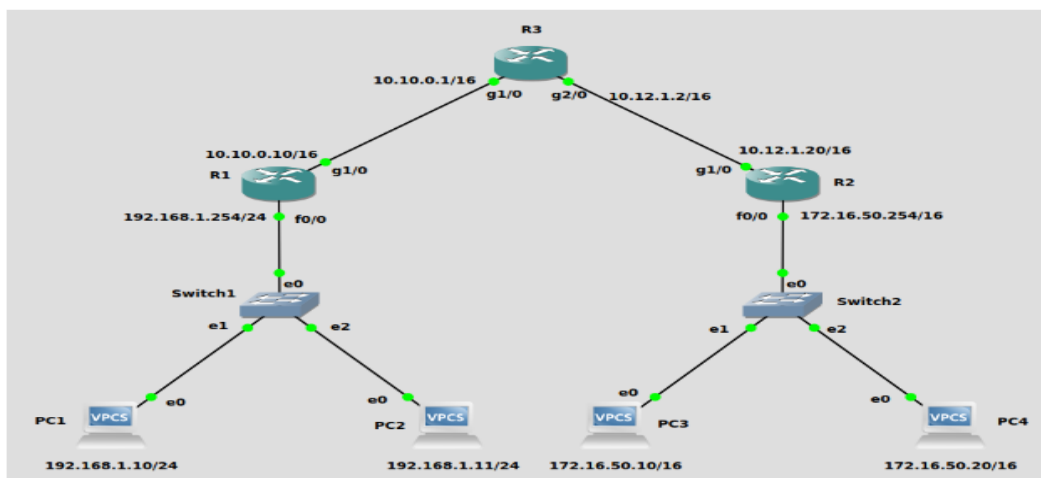 R3
10.10.0.1/16
g1/0
g2/0
10.12.1.2/16
10.10.0.10/16
10.12.1.20/16
R1
g1/0
g1/0
R2
192.168.1.254/24
f0/0
f0/0
172.16.50.254/16
Switch1
e0
e0
Switch2
e1
e2
e1
e2
e0
e0
e0
e0
PC1
VPCS
PC2
VPCS
VPCS
PC3
VPCS
PC4
192.168.1.10/24
192.168.1.11/24
172.16.50.10/16
172.16.50.20/16